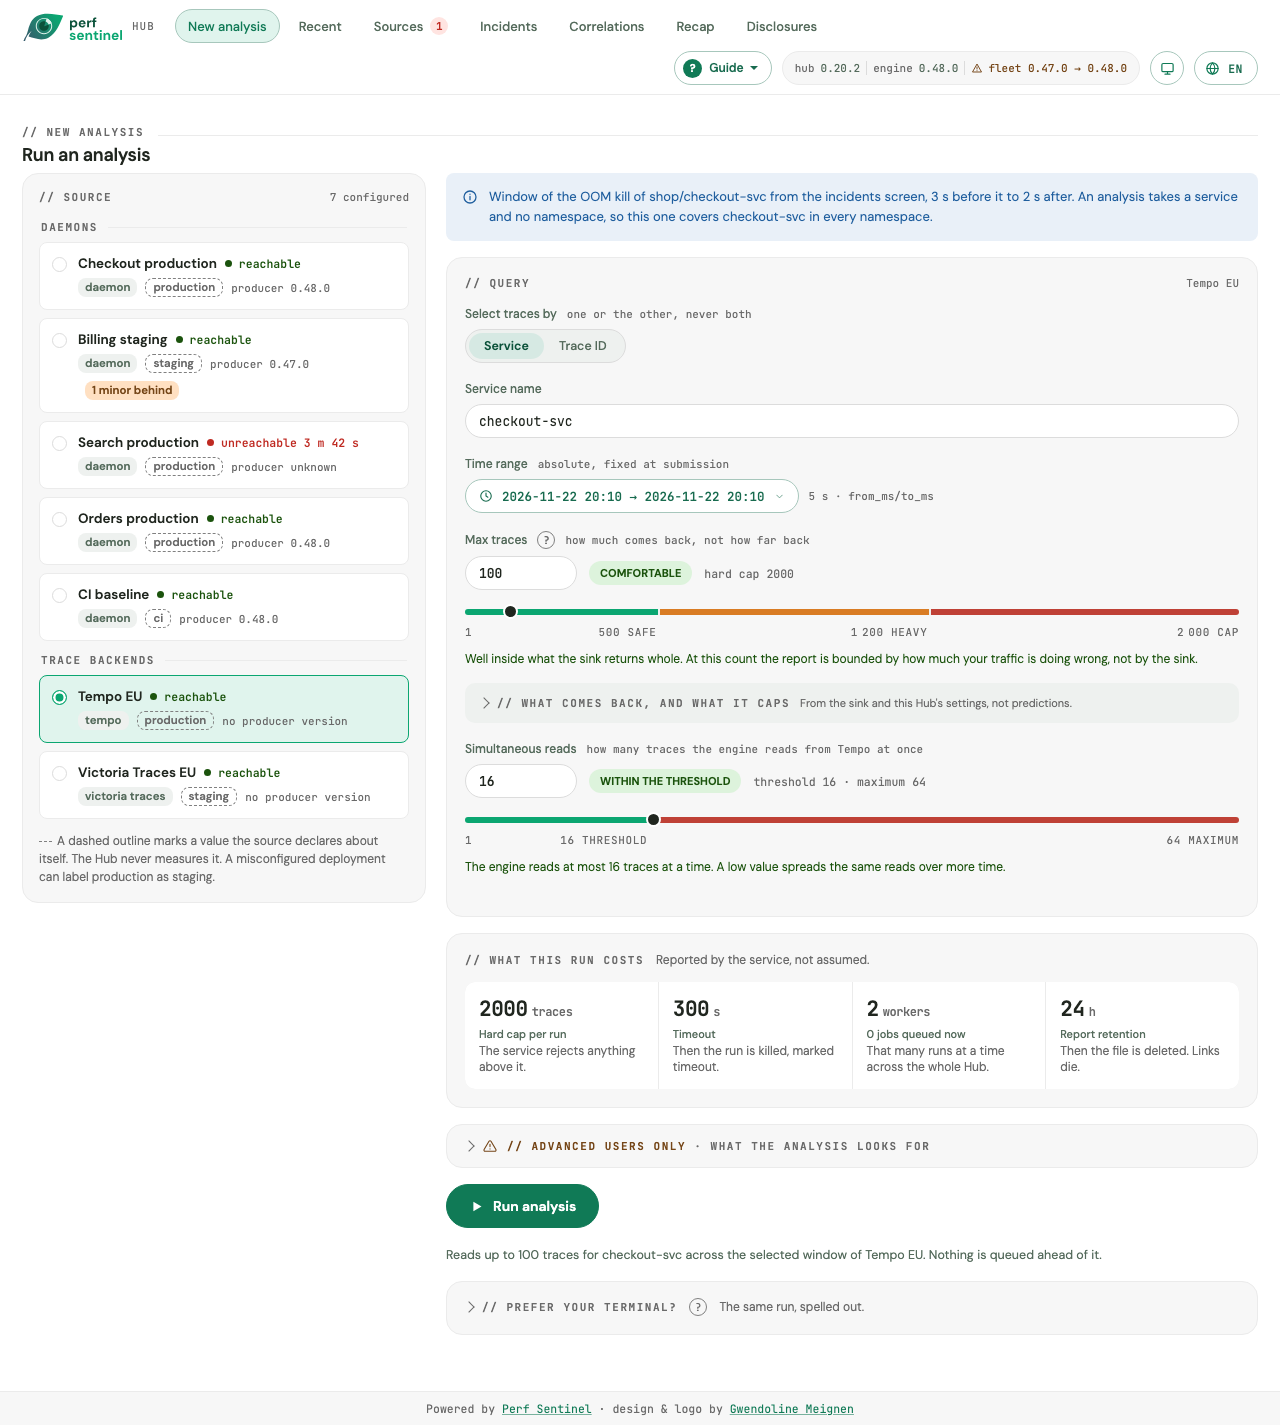 perf
sentinel
HUB
New analysis
Recent
Sources 1
Incidents
Correlations
Recap
Disclosures
? Guide
hub 0.20.2
engine 0.48.0
fleet 0.47.0 → 0.48.0
EN
// NEW ANALYSIS
Run an analysis
// SOURCE
7 configured
DAEMONS
Checkout production
reachable
daemon
production
producer 0.48.0
Billing staging
reachable
daemon
staging
producer 0.47.0
1 minor behind
Search production
unreachable 3 m 42 s
daemon
production
producer unknown
Orders production
reachable
daemon
production
producer 0.48.0
CI baseline
reachable
daemon
ci
producer 0.48.0
TRACE BACKENDS
Tempo EU
reachable
tempo
production
no producer version
Victoria Traces EU
reachable
victoria traces
staging
no producer version
--- A dashed outline marks a value the source declares about
itself. The Hub never measures it. A misconfigured deployment
can label production as staging.
Window of the OOM kill of shop/checkout-svc from the incidents screen, 3 s before it to 2 s after. An analysis takes a service
and no namespace, so this one covers checkout-svc in every namespace.
// QUERY
Tempo EU
Select traces by
one or the other, never both
Service
Trace ID
Service name
checkout-svc
Time range
absolute, fixed at submission
2026-11-22 20:10 → 2026-11-22 20:10
5 s · from_ms/to_ms
Max traces ?
how much comes back, not how far back
100
COMFORTABLE
hard cap 2000
1
500 SAFE
1 200 HEAVY
2 000 CAP
Well inside what the sink returns whole. At this count the report is bounded by how much your traffic is doing wrong, not by the sink.
// WHAT COMES BACK, AND WHAT IT CAPS
From the sink and this Hub's settings, not predictions.
Simultaneous reads
how many traces the engine reads from Tempo at once
16
WITHIN THE THRESHOLD
threshold 16 · maximum 64
1
16 THRESHOLD
64 MAXIMUM
The engine reads at most 16 traces at a time. A low value spreads the same reads over more time.
// WHAT THIS RUN COSTS
Reported by the service, not assumed.
2000 traces
Hard cap per run
The service rejects anything
above it.
300 s
Timeout
Then the run is killed, marked
timeout.
2 workers
0 jobs queued now
That many runs at a time
across the whole Hub.
24 h
Report retention
Then the file is deleted. Links
die.
// ADVANCED USERS ONLY · WHAT THE ANALYSIS LOOKS FOR
Run analysis
Reads up to 100 traces for checkout-svc across the selected window of Tempo EU. Nothing is queued ahead of it.
// PREFER YOUR TERMINAL? ?
The same run, spelled out.
Powered by Perf Sentinel · design & logo by Gwendoline Meignen